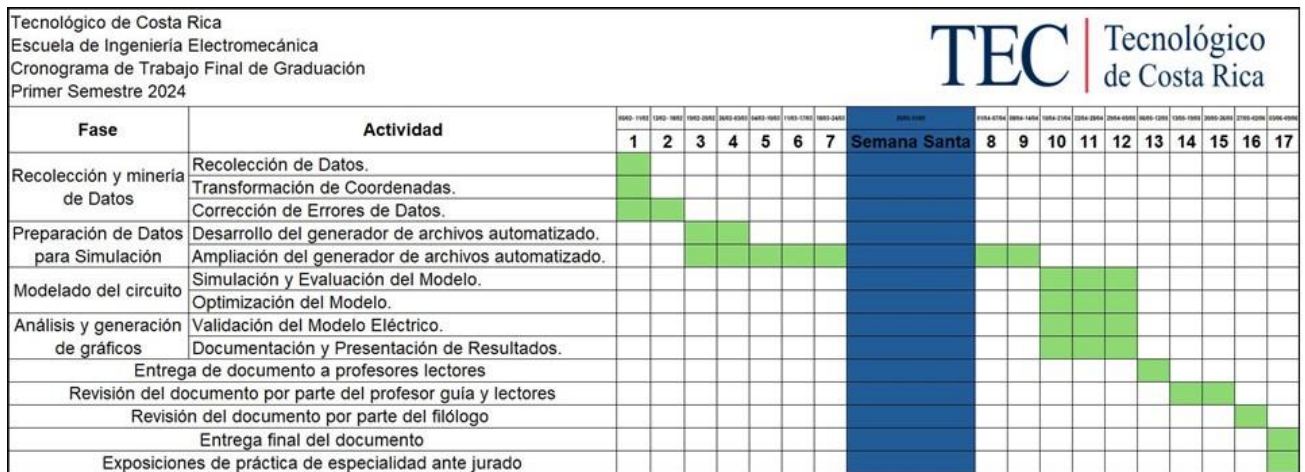 Tecnológico de Costa Rica
Escuela de Ingeniería Electromecánica
Cronograma de Trabajo Final de Graduación
Primer Semestre 2024
TEC Tecnológico
de Costa Rica
Fase Actividad
1 2 3 4 5 6 7 Semana Santa 8 9 10 11 12 13 14 15 16 17
Recolección y minería
de Datos
Recolección de Datos.
Transformación de Coordenadas.
Corrección de Errores de Datos.
Preparación de Datos
para Simulación
Desarrollo del generador de archivos automatizado.
Ampliación del generador de archivos automatizado.
Modelado del circuito
Simulación y Evaluación del Modelo.
Optimización del Modelo.
Análisis y generación
de gráficos
Validación del Modelo Eléctrico.
Documentación y Presentación de Resultados.
Entrega de documento a profesores lectores
Revisión del documento por parte del profesor guía y lectores
Revisión del documento por parte del filólogo
Entrega final del documento
Exposiciones de práctica de especialidad ante jurado